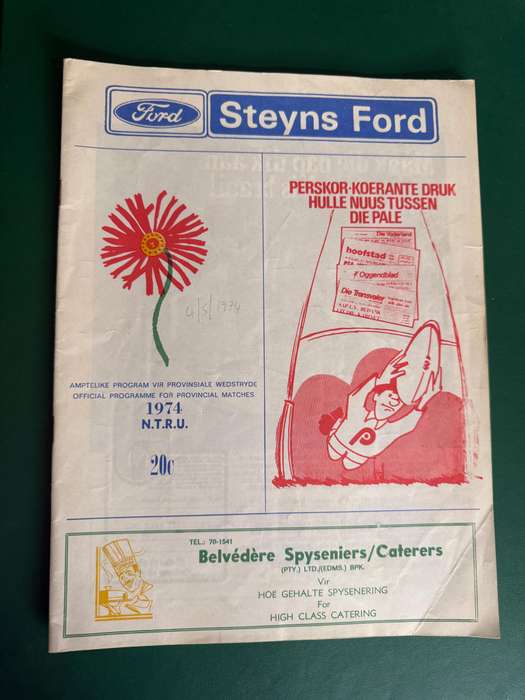 Ford
Steyns Ford
PERSKOR-KOERANTE DRUK
HULLE NUUS TUSSEN
DIE PALE
Die Vaderland
hoofstad
Oggendblad
Die Transvaler
P
4/5/1974
AMPTELIKE PROGRAM VIR PROVINSIALE WEDSTRYDE
OFFICIAL PROGRAMME FOR PROVINCIAL MATCHES
1974
N.T.R.U.
20c
TEL.: 70-1541
Belvédère Spyseniers/Caterers
(PTY.) LTD./(EDMS.) BPK.
Vir
HOE GEHALTE SPYSENERING
For
HIGH CLASS CATERING